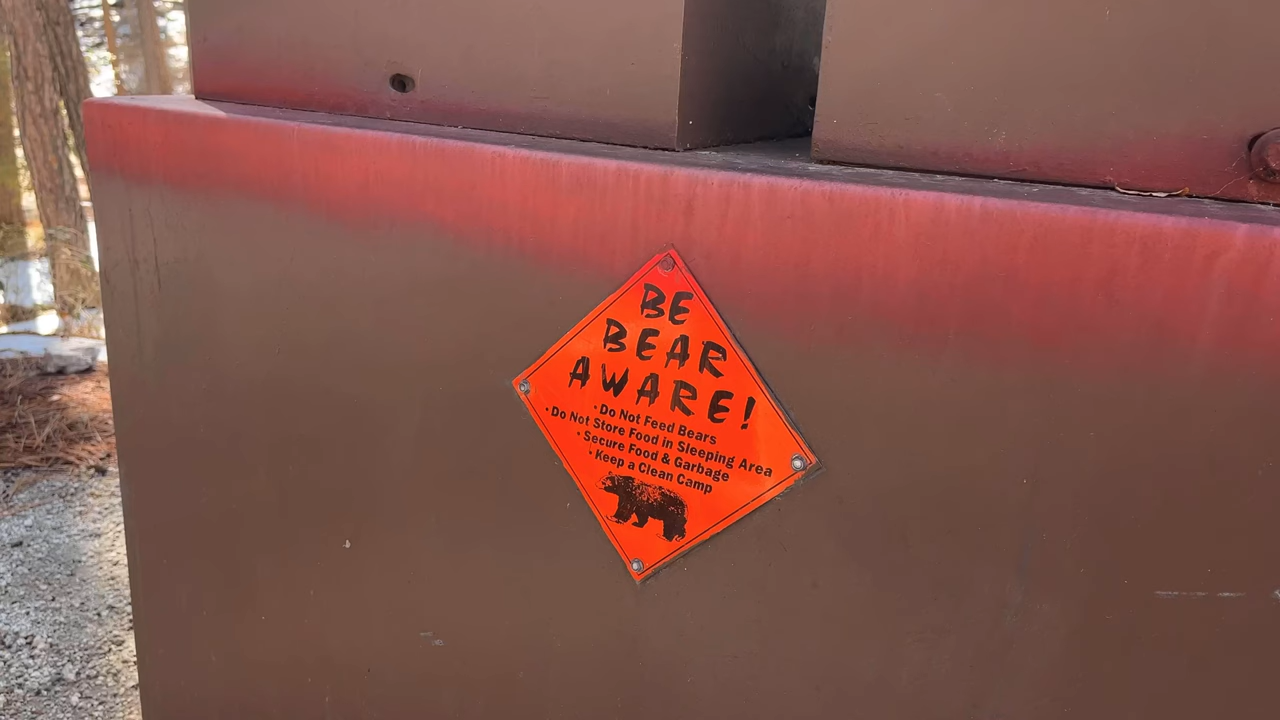 BE
BEAR
AWARE!
• Do Not Feed Bears
• Do Not Store Food in Sleeping Area
• Secure Food & Garbage
• Keep a Clean Camp